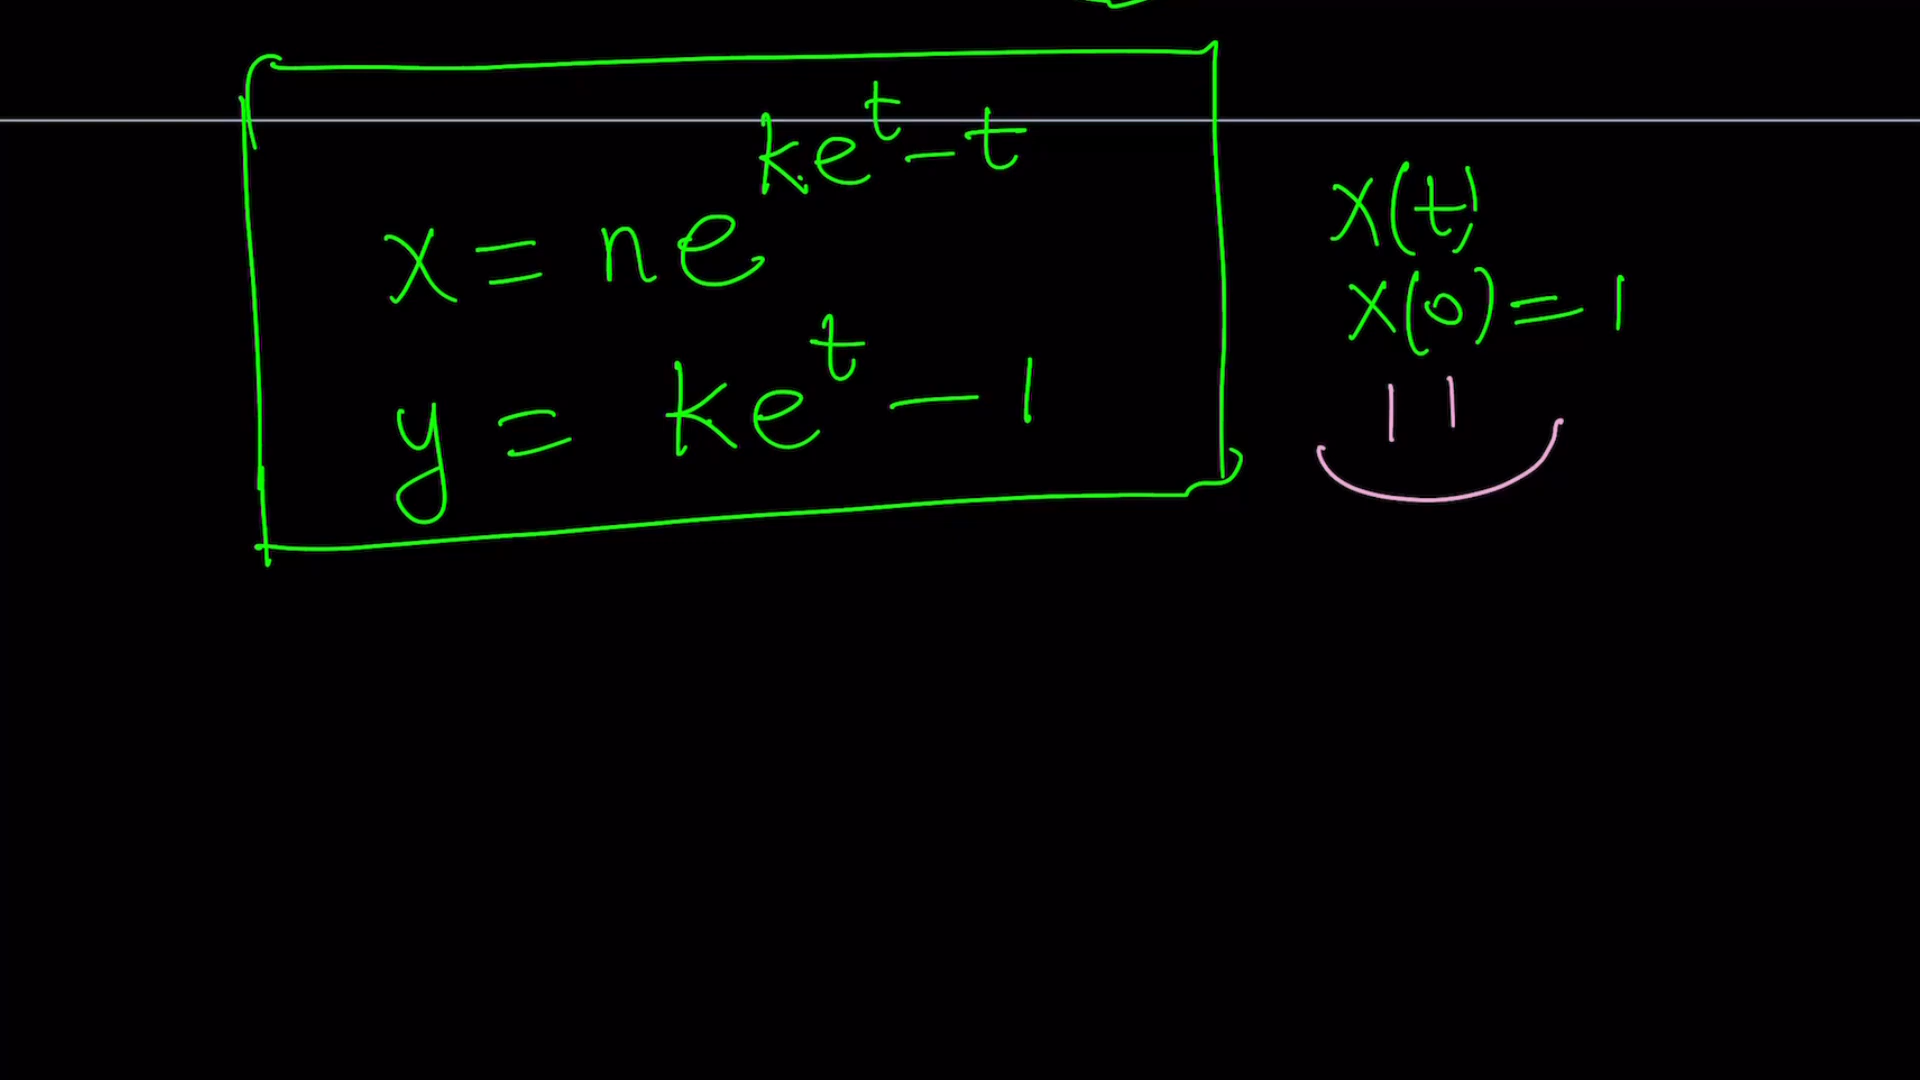 x = ne^{ke^t - t}
y = ke^t - 1
x(t)
x(0) = 1